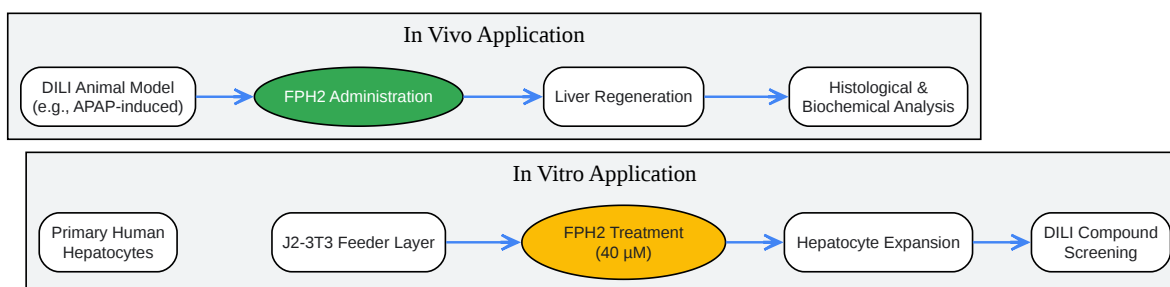 In Vivo Application
DILI Animal Model
(e.g., APAP-induced)
FPH2 Administration
Liver Regeneration
Histological &
Biochemical Analysis
In Vitro Application
Primary Human
Hepatocytes
J2-3T3 Feeder Layer
FPH2 Treatment
(40 µM)
Hepatocyte Expansion
DILI Compound
Screening